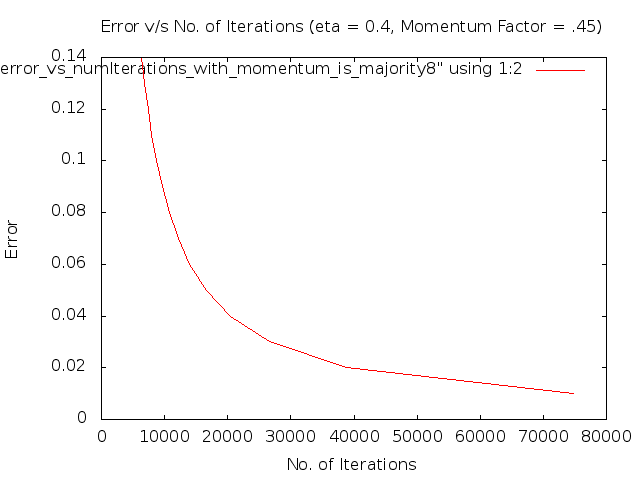 Error v/s No. of Iterations (eta = 0.4, Momentum Factor = .45)
0.14
error_vs_numIterations_with_momentum_is_majority8" using 1:2
0.12
0.1
0.08
0.06
0.04
0.02
0
Error
0 10000 20000 30000 40000 50000 60000 70000 80000
No. of Iterations